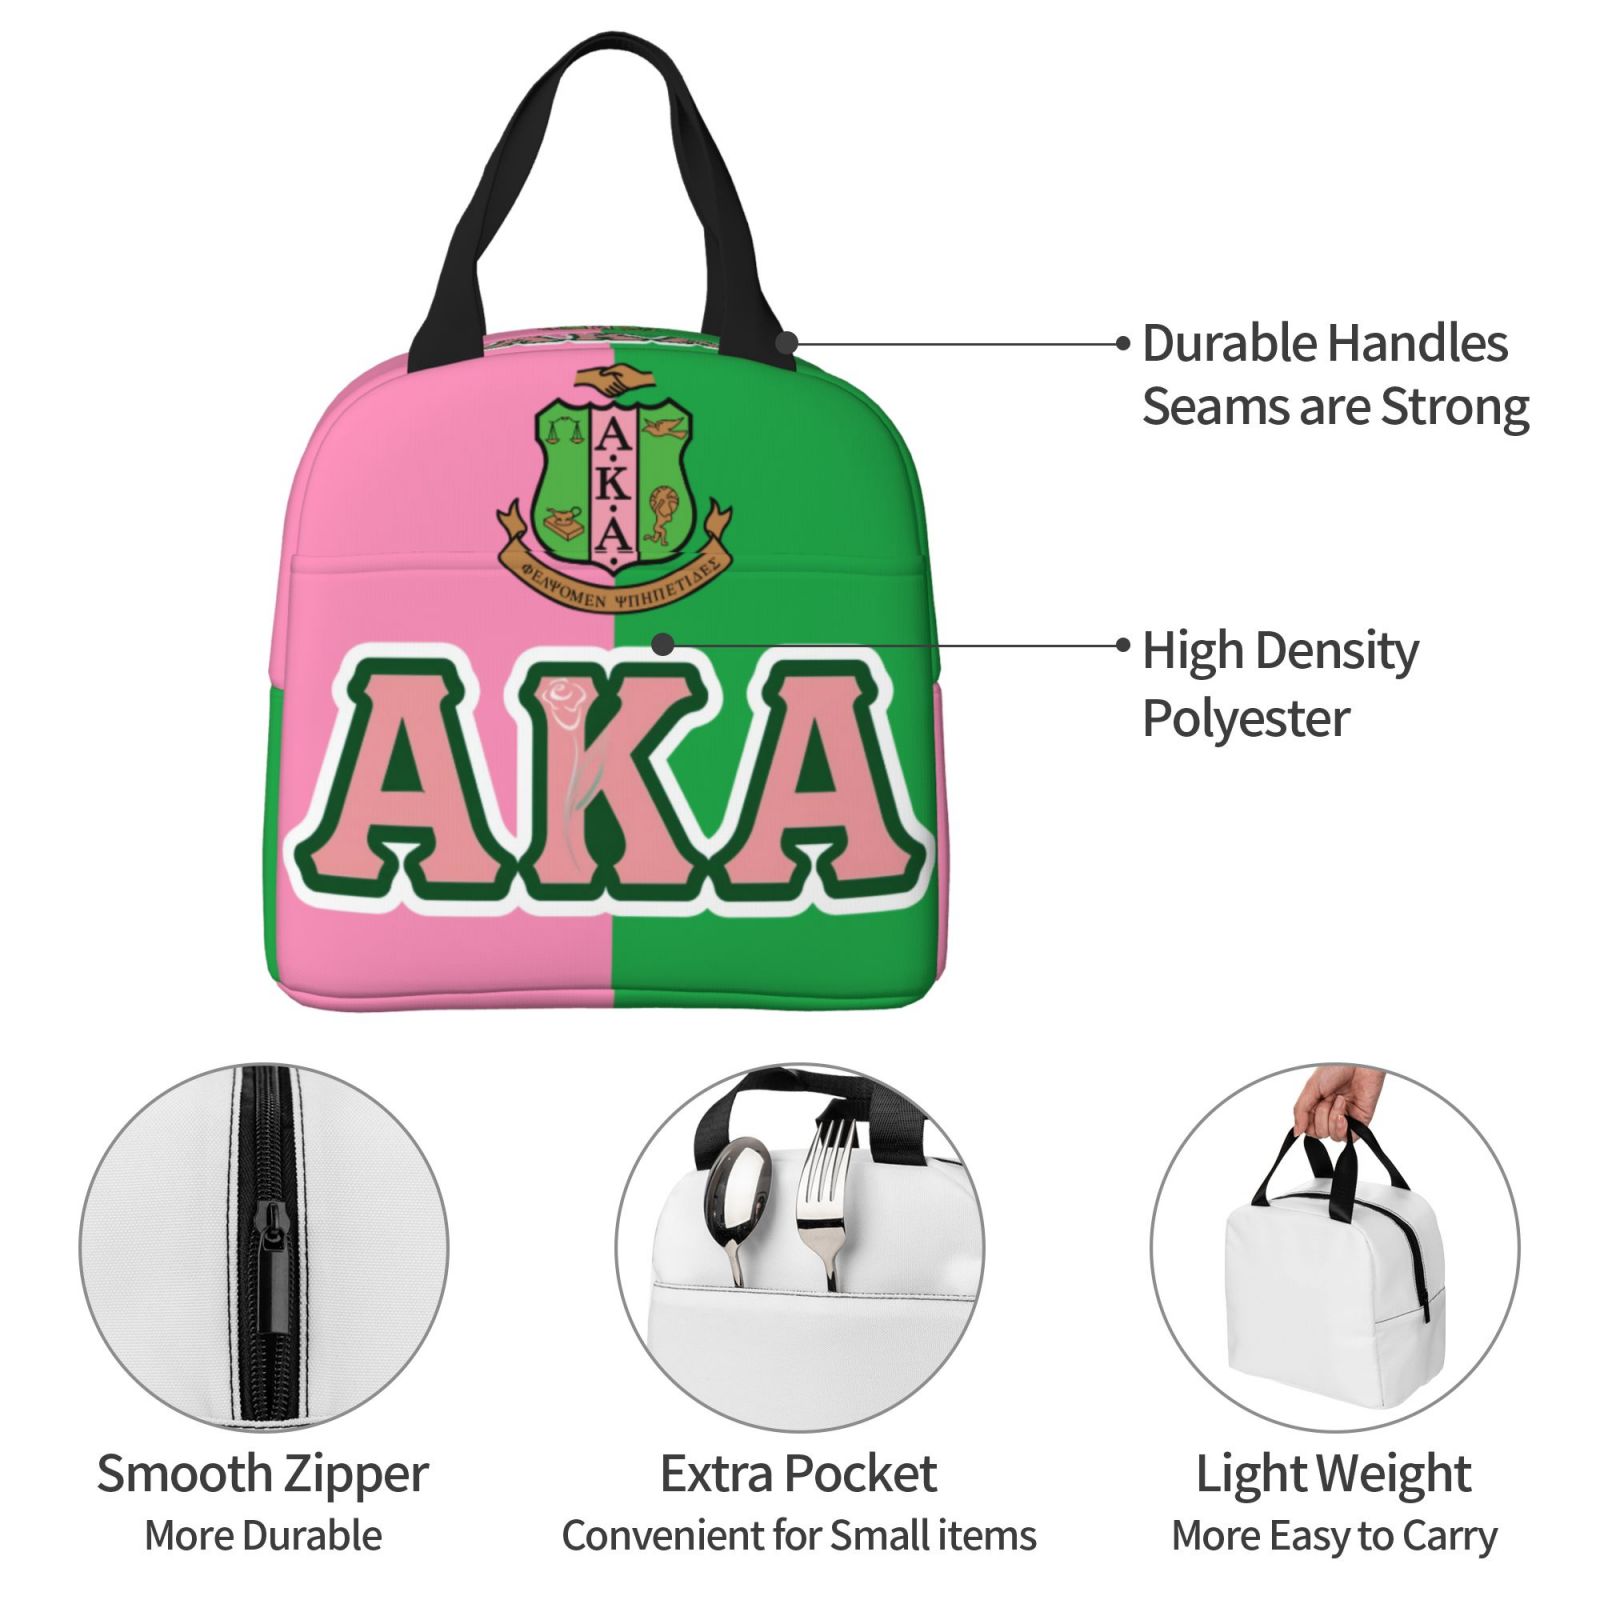 Durable Handles
Seams are Strong
A·K·A·
ΦΕΛΨΟΜΕΝ ΨΠΗΠΕΤΙΔΕΣ
High Density
Polyester
AKA
Smooth Zipper
More Durable
Extra Pocket
Convenient for Small items
Light Weight
More Easy to Carry